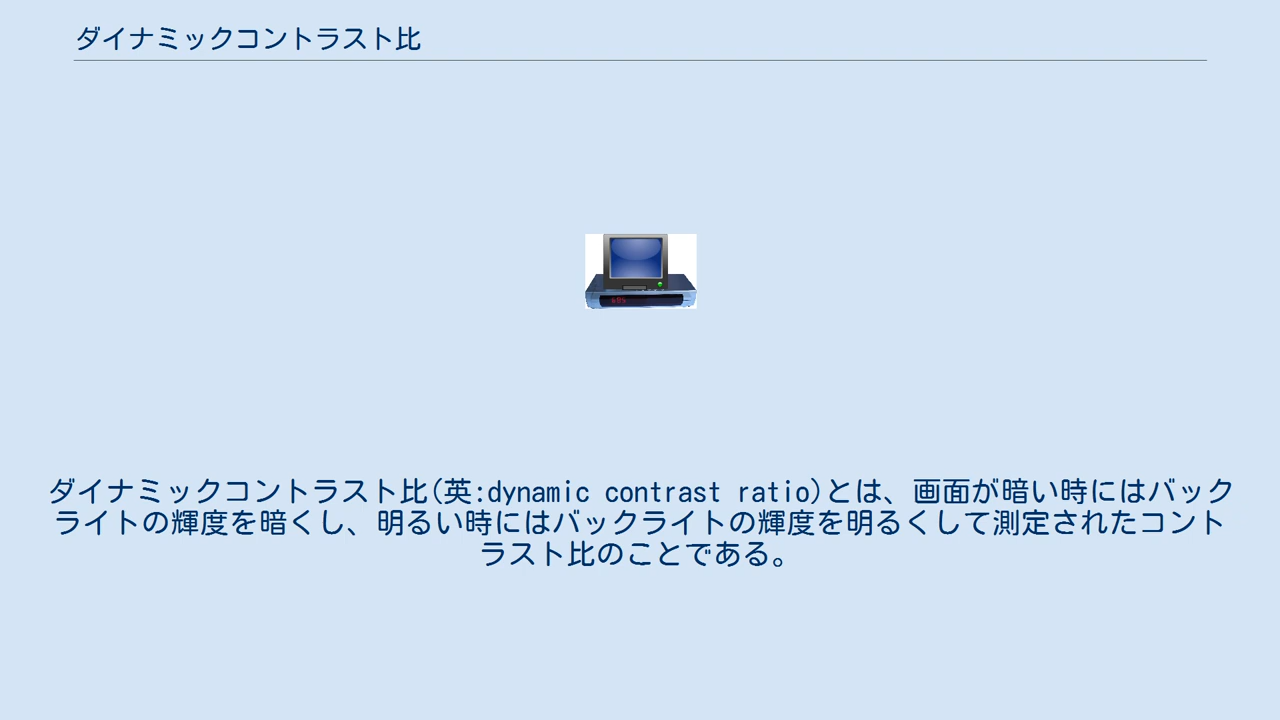 ダイナミックコントラスト比
685
ダイナミックコントラスト比(英:dynamic contrast ratio)とは、画面が暗い時にはバック
ライトの輝度を暗くし、明るい時にはバックライトの輝度を明るくして測定されたコント
ラスト比のことである。